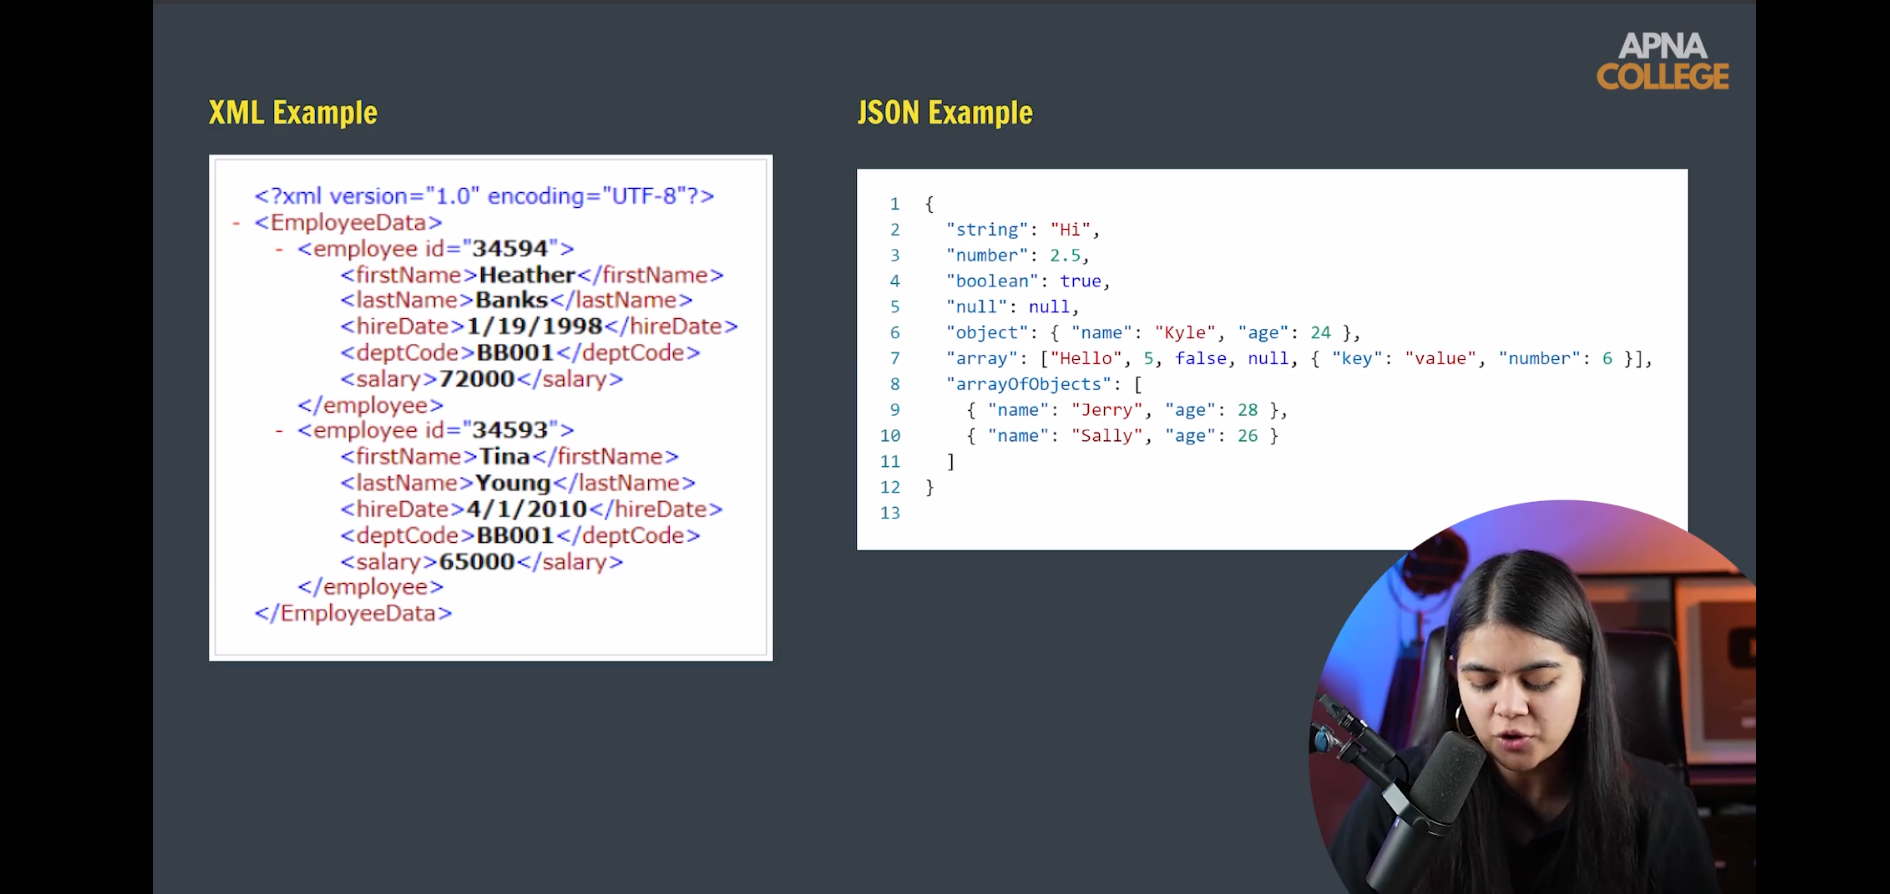 APNA
COLLEGE
XML Example
<?xml version="1.0" encoding="UTF-8"?>
- <EmployeeData>
- <employee id="34594">
<firstName>Heather</firstName>
<lastName>Banks</lastName>
<hireDate>1/19/1998</hireDate>
<deptCode>BB001</deptCode>
<salary>72000</salary>
</employee>
- <employee id="34593">
<firstName>Tina</firstName>
<lastName>Young</lastName>
<hireDate>4/1/2010</hireDate>
<deptCode>BB001</deptCode>
<salary>65000</salary>
</employee>
</EmployeeData>
JSON Example
1 {
2 "string": "Hi",
3 "number": 2.5,
4 "boolean": true,
5 "null": null,
6 "object": { "name": "Kyle", "age": 24 },
7 "array": ["Hello", 5, false, null, { "key": "value", "number": 6 }],
8 "arrayOfObjects": [
9 { "name": "Jerry", "age": 28 },
10 { "name": "Sally", "age": 26 }
11 ]
12 }
13